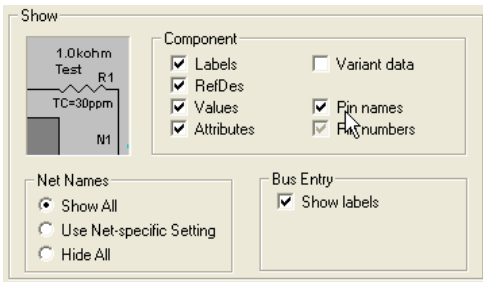 Show
1.0kohm
Test R1
TC=30ppm
N1
Component
Labels
Variant data
RefDes
Values
Pin names
Attributes
Pin numbers
Net Names
Show All
Use Net-specific Setting
Hide All
Bus Entry
Show labels